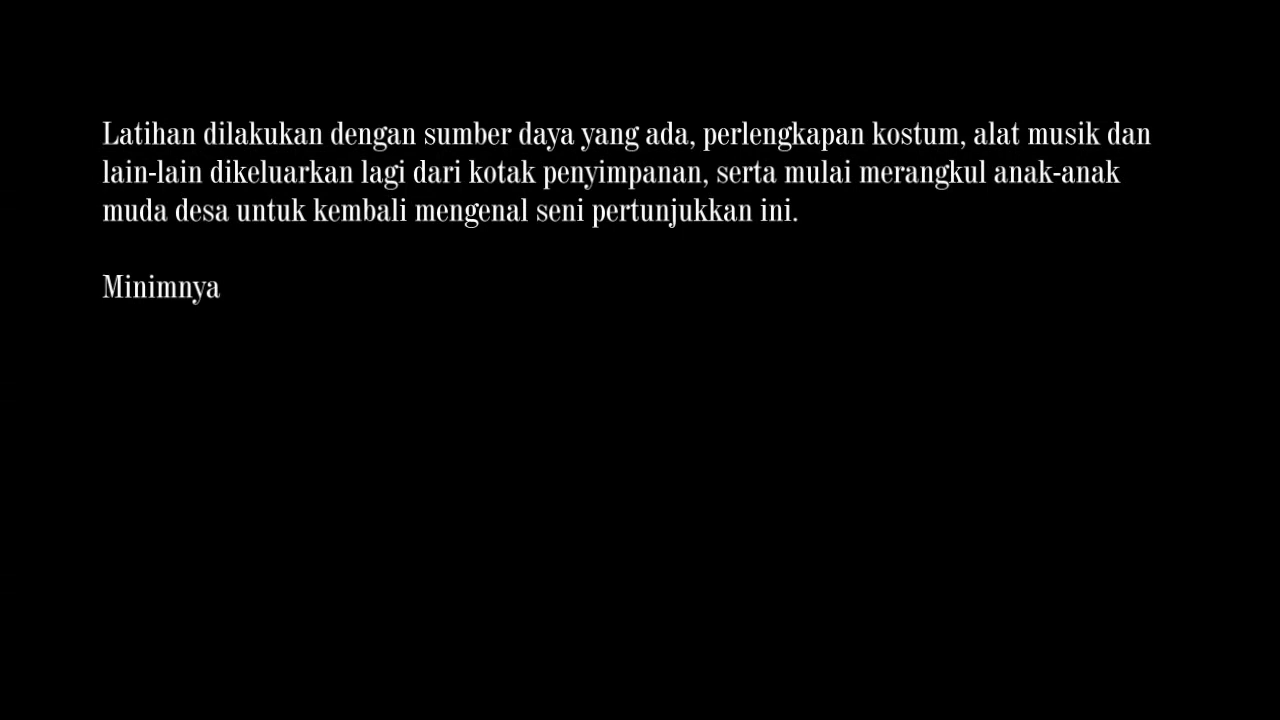 Latihan dilakukan dengan sumber daya yang ada, perlengkapan kostum, alat musik dan
lain-lain dikeluarkan lagi dari kotak penyimpanan, serta mulai merangkul anak-anak
muda desa untuk kembali mengenal seni pertunjukkan ini.
Minimnya